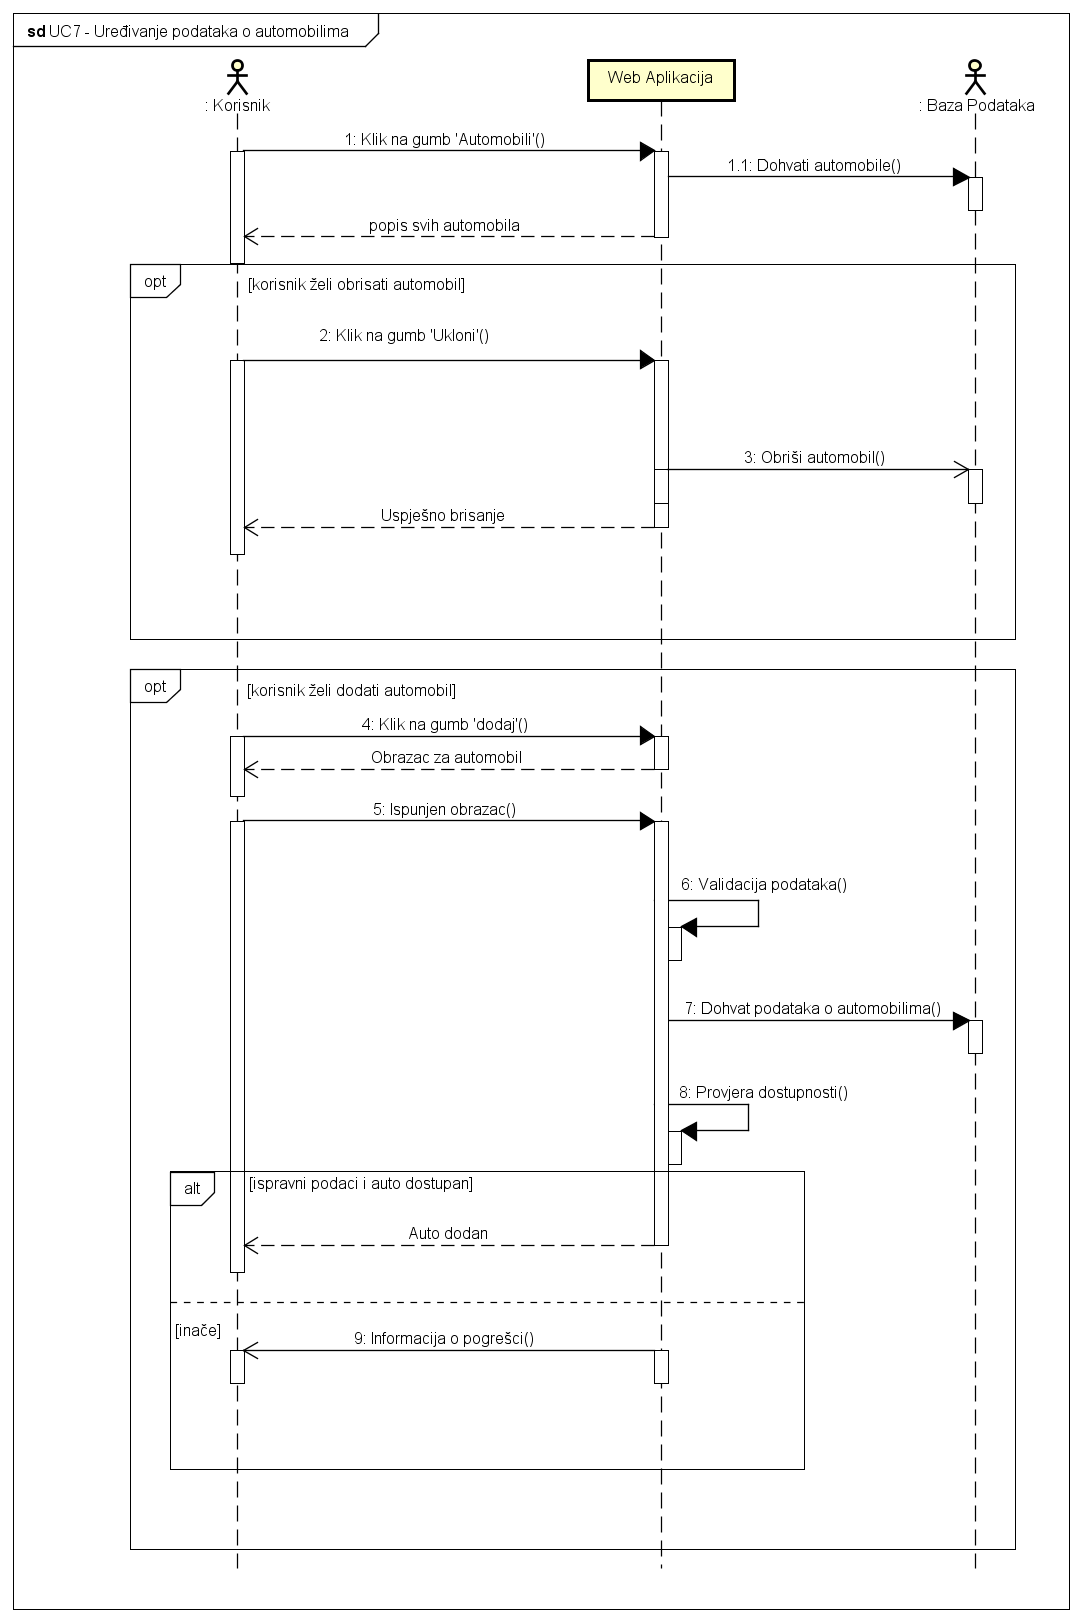 sd UC7 - Uređivanje podataka o automobilima
: Korisnik
Web Aplikacija
: Baza Podataka
1: Klik na gumb 'Automobili'()
1.1: Dohvati automobile()
popis svih automobila
opt
[korisnik želi obrisati automobil]
2: Klik na gumb 'Ukloni'()
3: Obriši automobil()
Uspješno brisanje
opt
[korisnik želi dodati automobil]
4: Klik na gumb 'dodaj'()
Obrazac za automobil
5: Ispunjen obrazac()
6: Validacija podataka()
7: Dohvat podataka o automobilima()
8: Provjera dostupnosti()
alt
[ispravni podaci i auto dostupan]
Auto dodan
[inače]
9: Informacija o pogrešci()